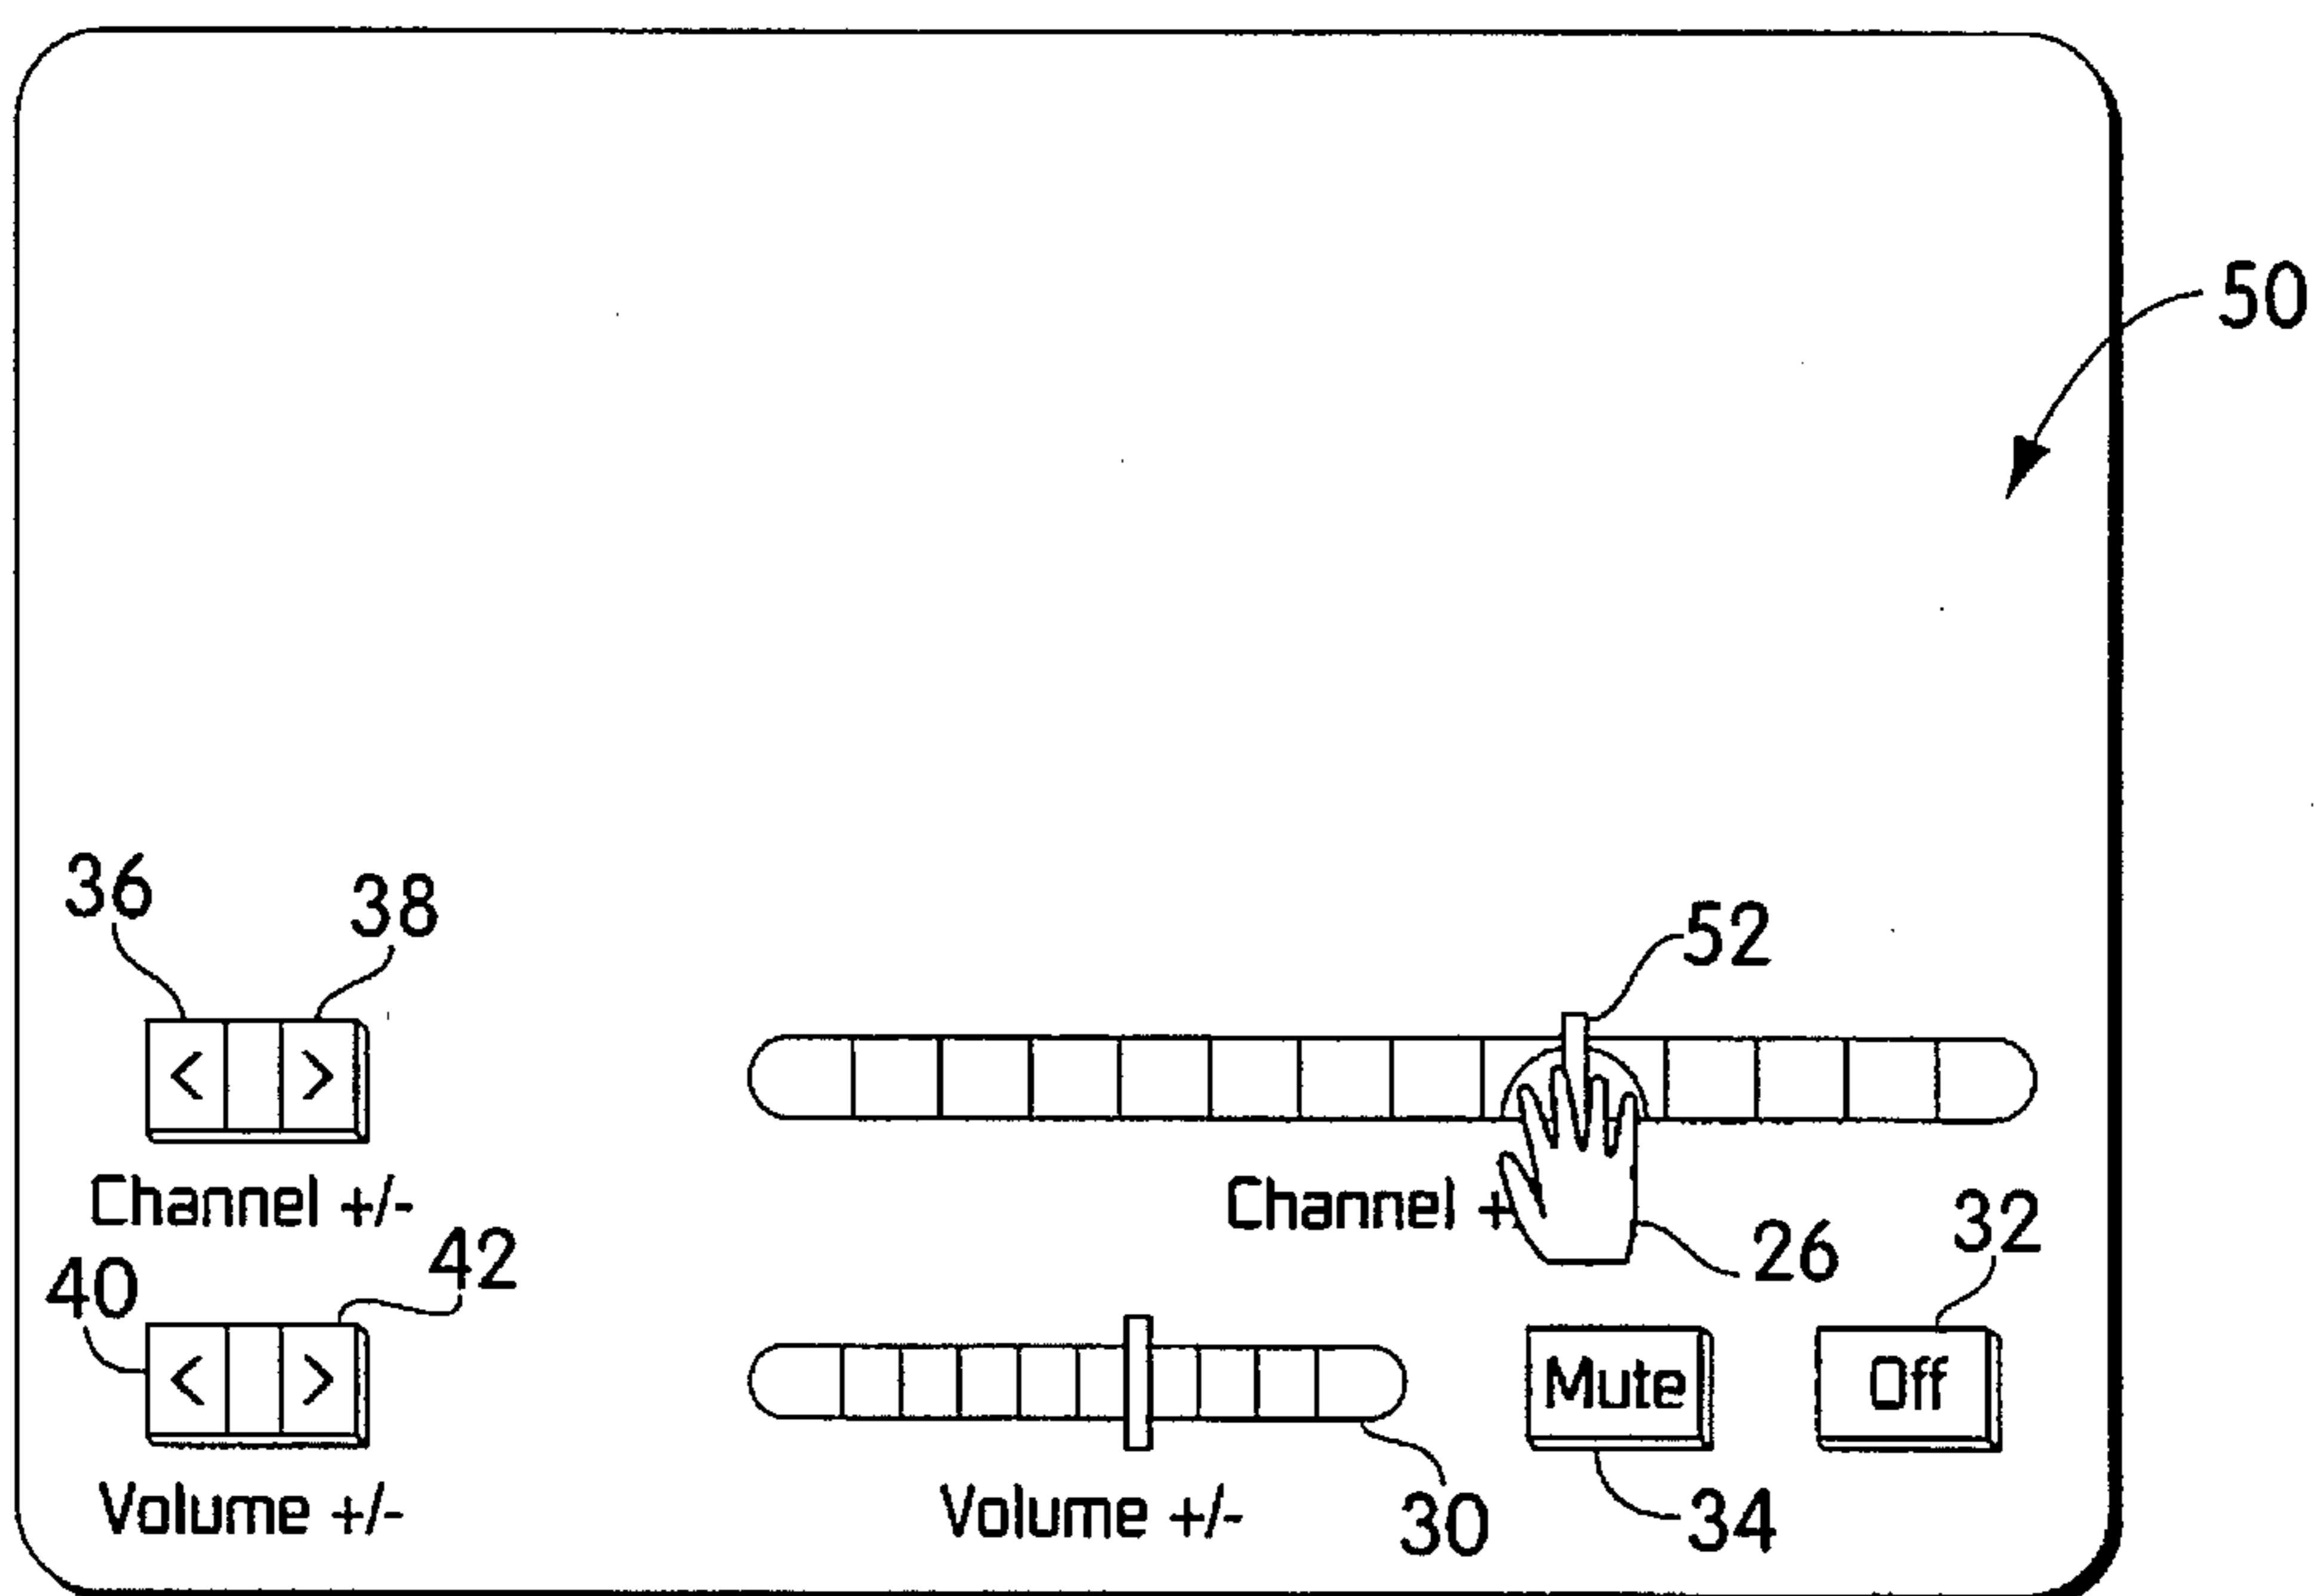 50
36
38
52
<
>
Channel +/-
Channel +
26
32
40
42
<
>
Mute
Off
Volume +/-
Volume +/-
30
34